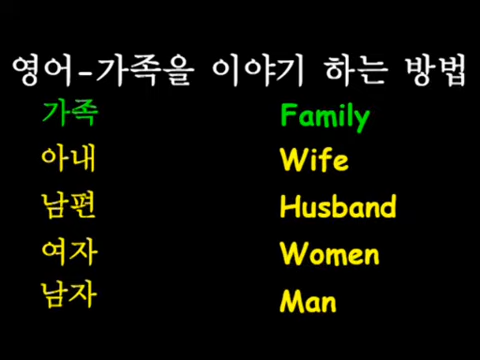 영어-가족을 이야기 하는 방법
가족 Family
아내 Wife
남편 Husband
여자 Women
남자 Man